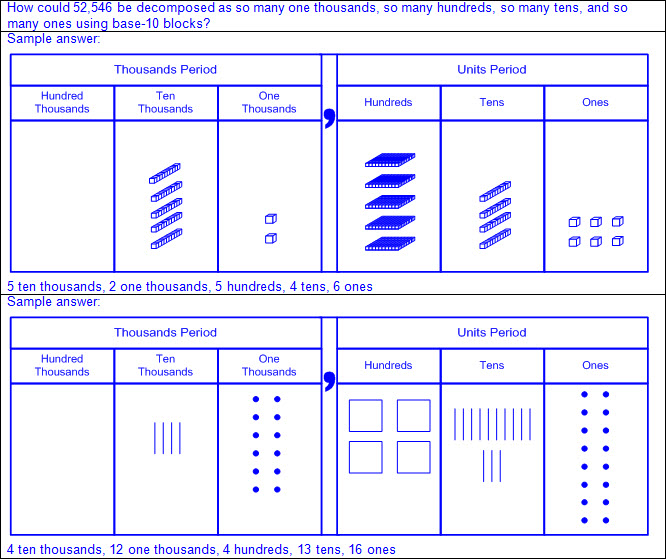 How could 52,546 be decomposed as so many one thousands, so many hundreds, so many tens, and so
many ones using base-10 blocks?
Sample answer:
Thousands Period
Units Period
Hundred
Thousands
Ten
Thousands
One
Thousands
,
Hundreds
Tens
Ones
5 ten thousands, 2 one thousands, 5 hundreds, 4 tens, 6 ones
Sample answer:
Thousands Period
Units Period
Hundred
Thousands
Ten
Thousands
One
Thousands
,
Hundreds
Tens
Ones
4 ten thousands, 12 one thousands, 4 hundreds, 13 tens, 16 ones